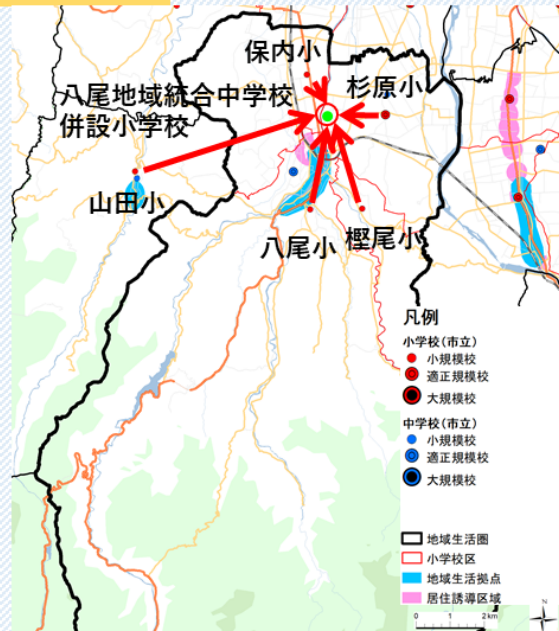 保内小
杉原小
八尾地域統合中学校
併設小学校
山田小
八尾小
樫尾小
凡例
小学校(市立)
小規模校
適正規模校
大規模校
中学校(市立)
小規模校
適正規模校
大規模校
地域生活圏
小学校区
地域生活拠点
居住誘導区域
0 1 2 km
N